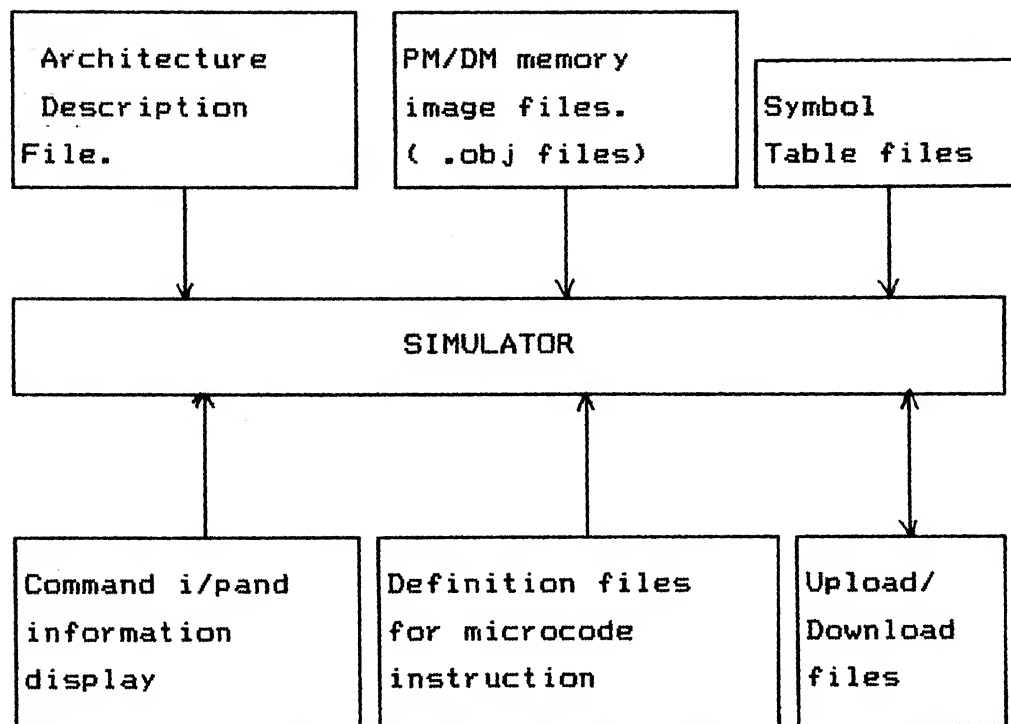 Architecture
Description
File.
PM/DM memory
image files.
( .obj files)
Symbol
Table files
SIMULATOR
Command i/pand
information
display
Definition files
for microcode
instruction
Upload/
Download
files